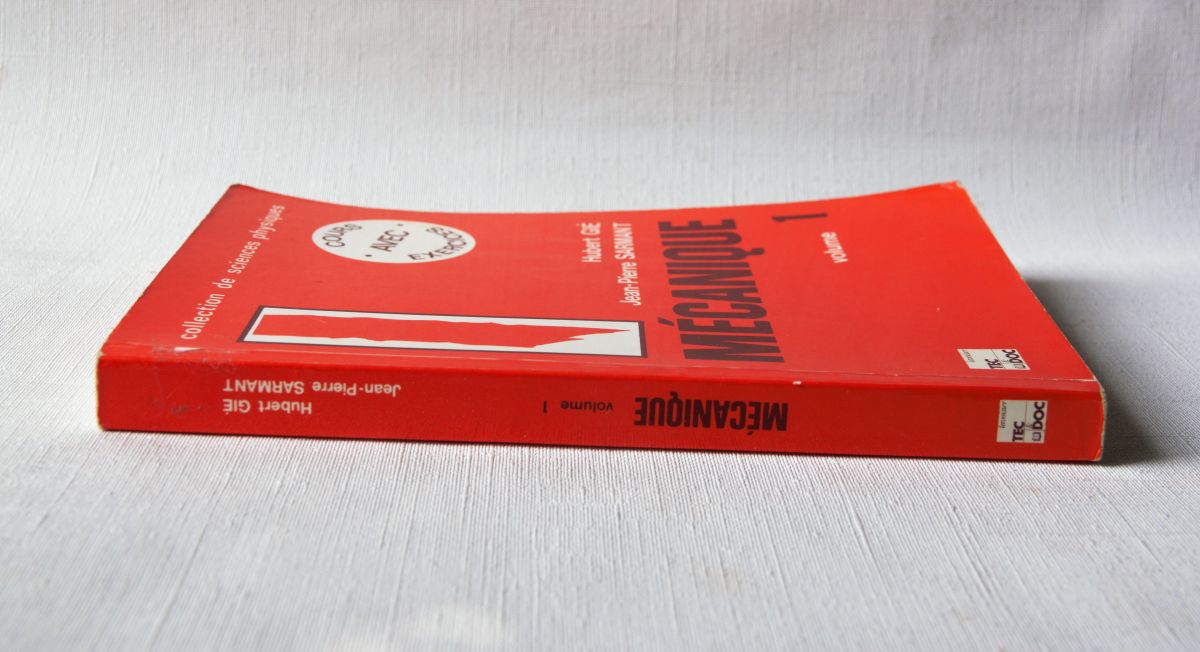 collection de sciences physiques
COURS
• AVEC •
EXERCICES
Hubert GIÉ
Jean-Pierre SARMANT
MÉCANIQUE
volume 1
TEC
& DOC
Hubert GIÉ
Jean-Pierre SARMANT
volume 1
MÉCANIQUE
Lavoisier
TEC
& DOC